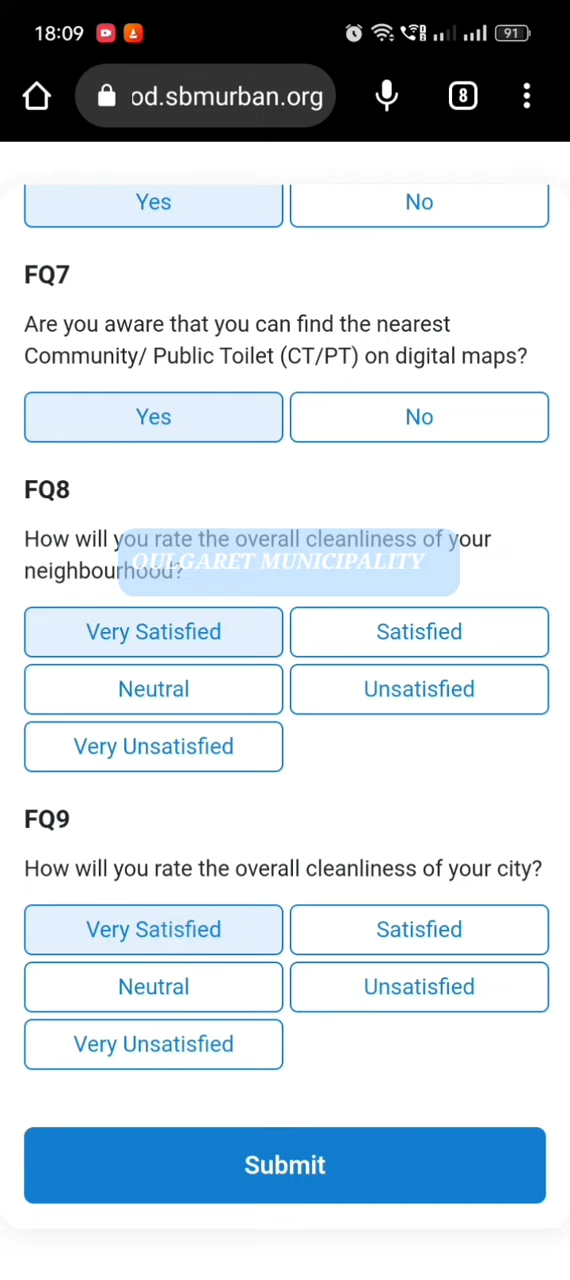 18:09
91
od.sbmurban.org
8
Yes
No
FQ7
Are you aware that you can find the nearest
Community/ Public Toilet (CT/PT) on digital maps?
Yes
No
FQ8
How will you rate the overall cleanliness of your
neighbourhood?
OULGARET MUNICIPALITY
Very Satisfied
Satisfied
Neutral
Unsatisfied
Very Unsatisfied
FQ9
How will you rate the overall cleanliness of your city?
Very Satisfied
Satisfied
Neutral
Unsatisfied
Very Unsatisfied
Submit